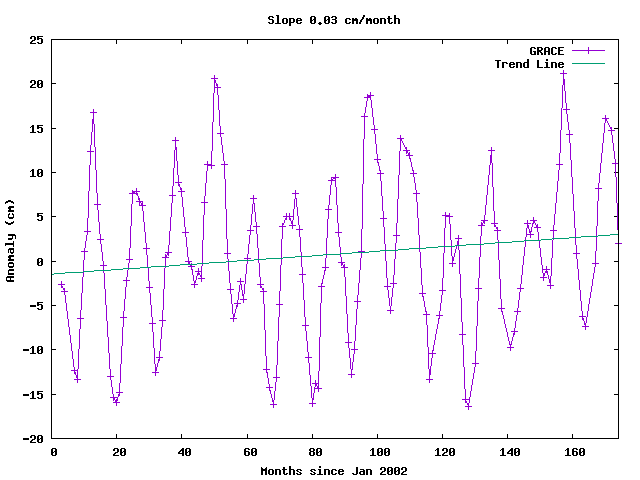 Slope 0.03 cm/month
GRACE
Trend Line
25
20
15
10
5
0
-5
-10
-15
-20
Anomaly (cm)
0 20 40 60 80 100 120 140 160
Months since Jan 2002